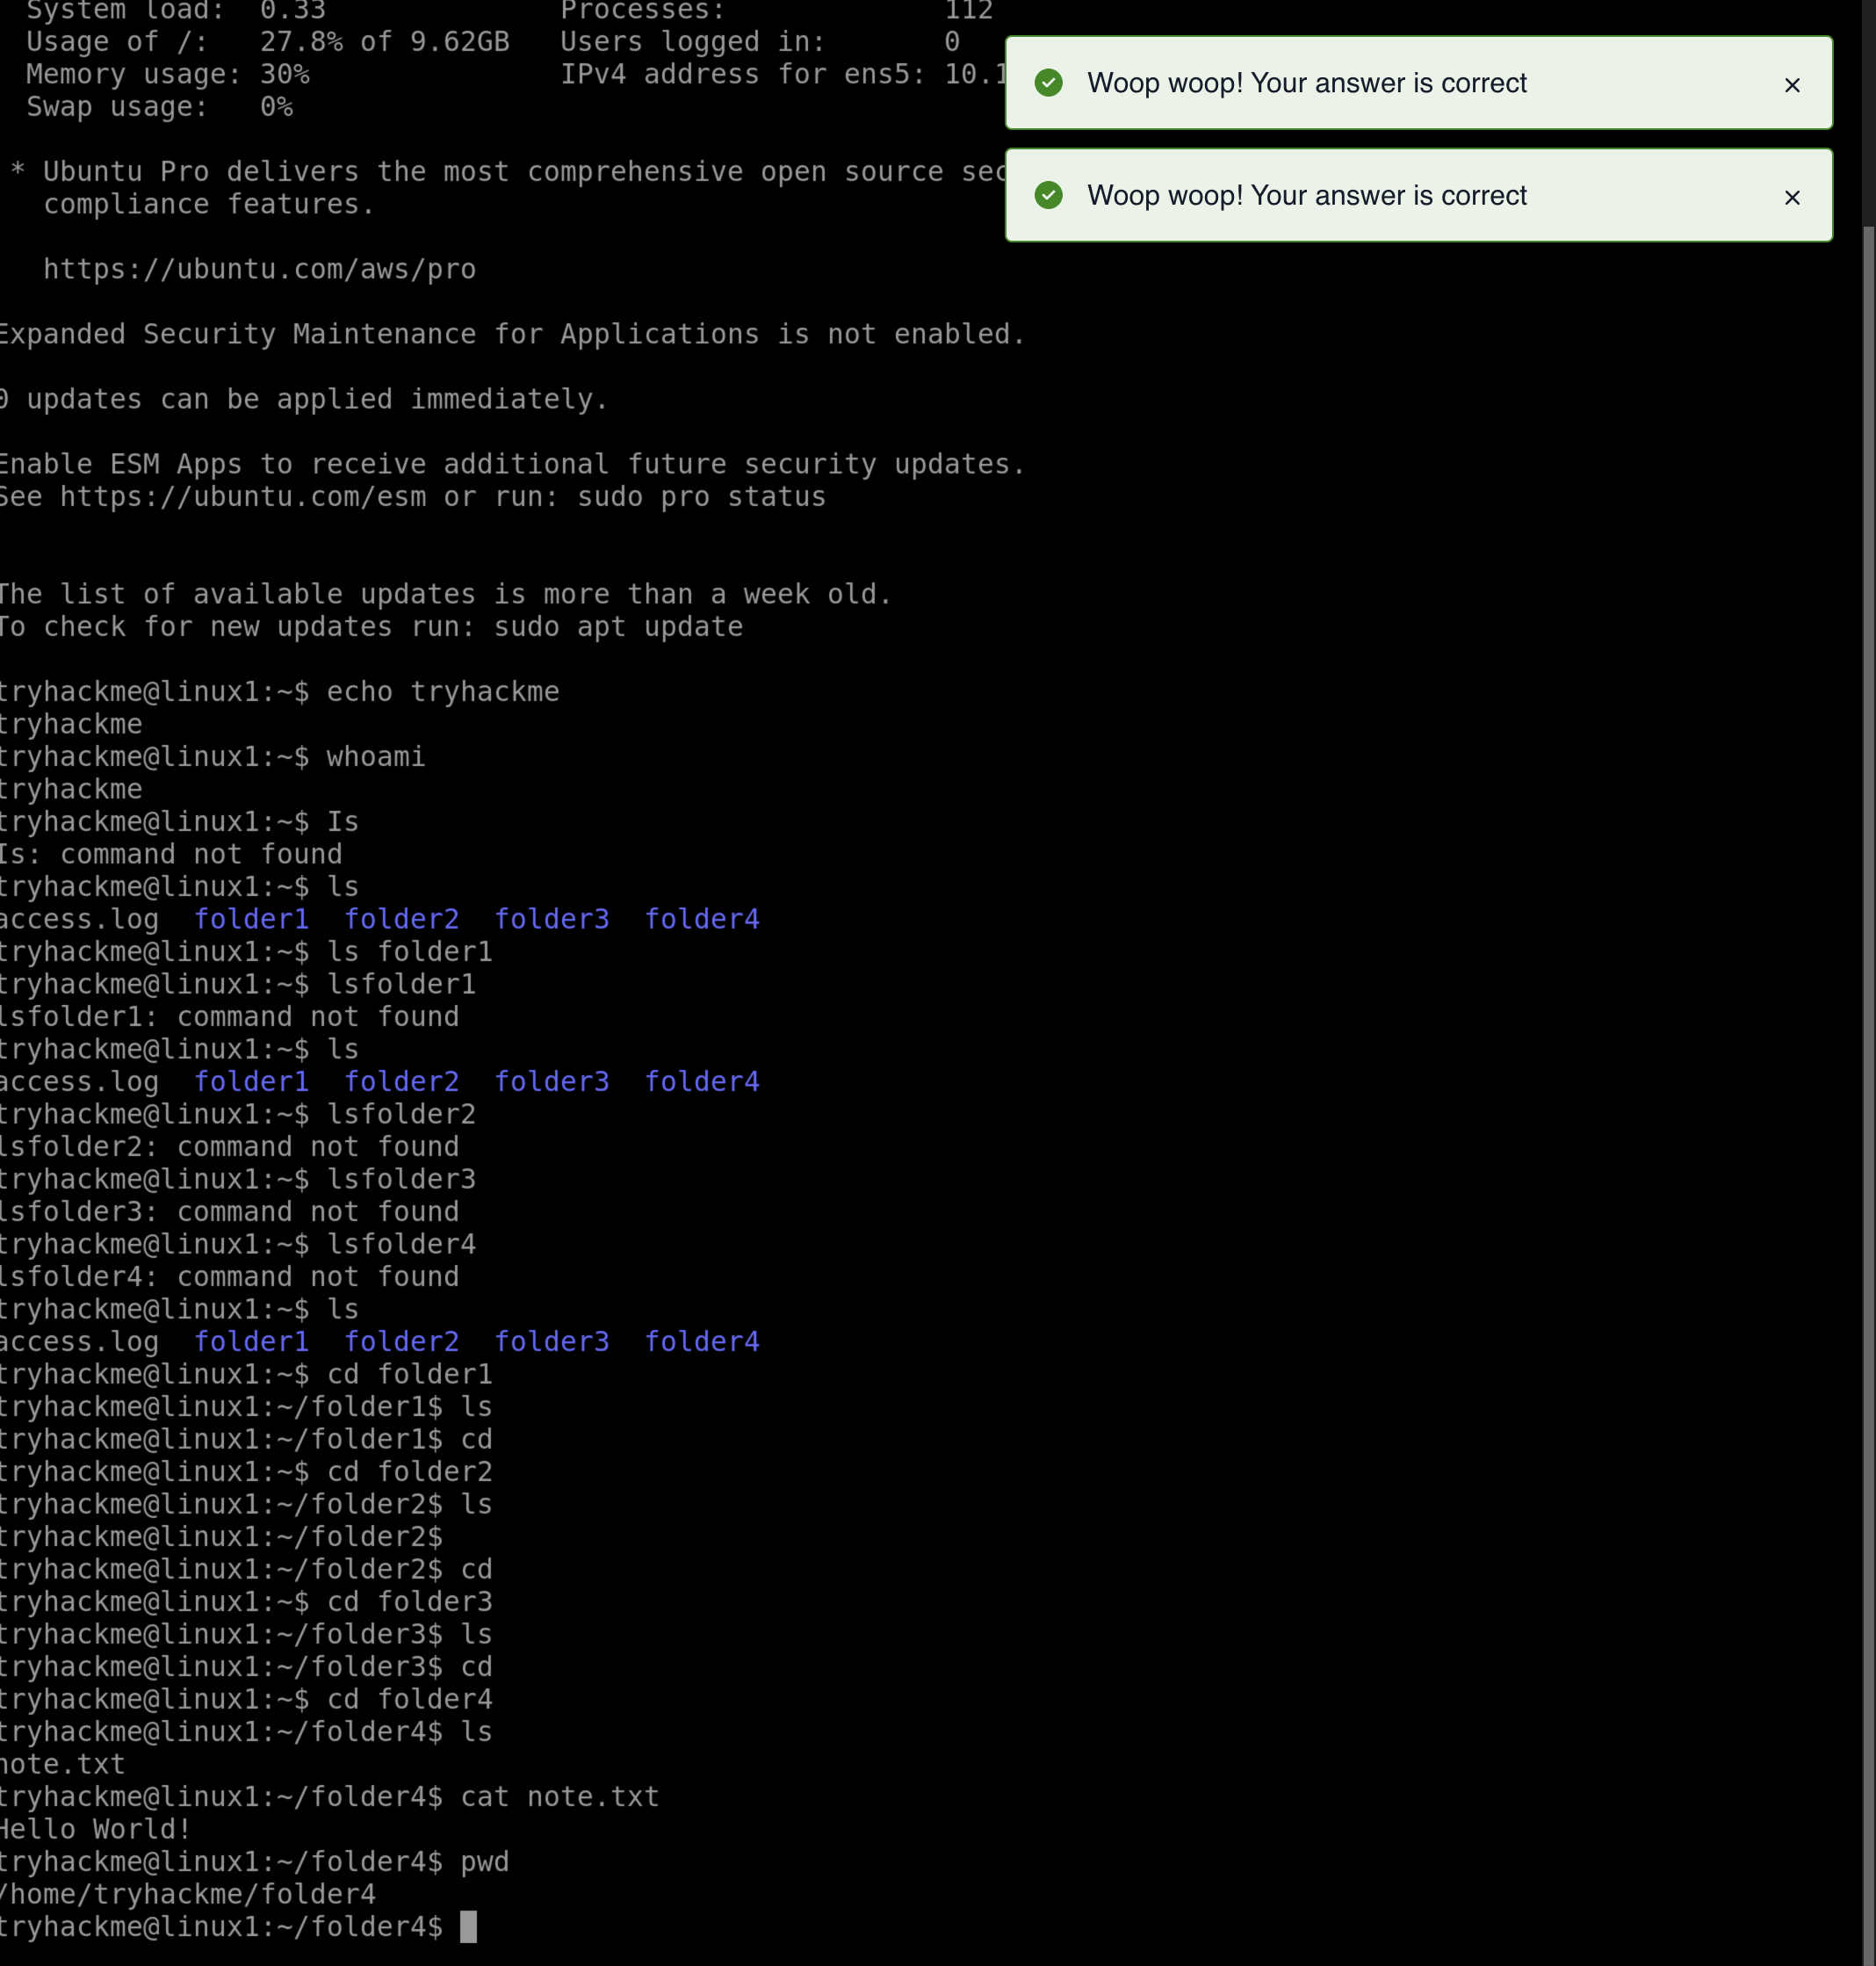 System load:  0.33              Processes:             112
Usage of /:   27.8% of 9.62GB   Users logged in:       0
Memory usage: 30%               IPv4 address for ens5: 10.1
Swap usage:   0%
Woop woop! Your answer is correct ×
Woop woop! Your answer is correct ×
* Ubuntu Pro delivers the most comprehensive open source sec
compliance features.
https://ubuntu.com/aws/pro
Expanded Security Maintenance for Applications is not enabled.
0 updates can be applied immediately.
Enable ESM Apps to receive additional future security updates.
See https://ubuntu.com/esm or run: sudo pro status
The list of available updates is more than a week old.
To check for new updates run: sudo apt update
tryhackme@linux1:~$ echo tryhackme
tryhackme
tryhackme@linux1:~$ whoami
tryhackme
tryhackme@linux1:~$ Is
Is: command not found
tryhackme@linux1:~$ ls
access.log  folder1  folder2  folder3  folder4
tryhackme@linux1:~$ ls folder1
tryhackme@linux1:~$ lsfolder1
lsfolder1: command not found
tryhackme@linux1:~$ ls
access.log  folder1  folder2  folder3  folder4
tryhackme@linux1:~$ lsfolder2
lsfolder2: command not found
tryhackme@linux1:~$ lsfolder3
lsfolder3: command not found
tryhackme@linux1:~$ lsfolder4
lsfolder4: command not found
tryhackme@linux1:~$ ls
access.log  folder1  folder2  folder3  folder4
tryhackme@linux1:~$ cd folder1
tryhackme@linux1:~/folder1$ ls
tryhackme@linux1:~/folder1$ cd
tryhackme@linux1:~$ cd folder2
tryhackme@linux1:~/folder2$ ls
tryhackme@linux1:~/folder2$
tryhackme@linux1:~/folder2$ cd
tryhackme@linux1:~$ cd folder3
tryhackme@linux1:~/folder3$ ls
tryhackme@linux1:~/folder3$ cd
tryhackme@linux1:~$ cd folder4
tryhackme@linux1:~/folder4$ ls
note.txt
tryhackme@linux1:~/folder4$ cat note.txt
Hello World!
tryhackme@linux1:~/folder4$ pwd
/home/tryhackme/folder4
tryhackme@linux1:~/folder4$